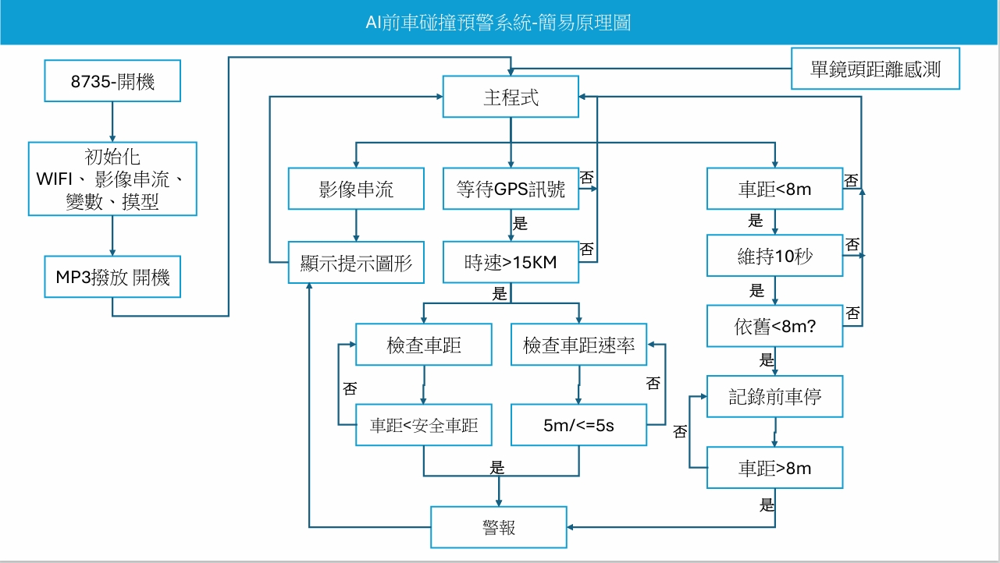 AI前車碰撞預警系統-簡易原理圖
8735-開機
初始化
WIFI、 影像串流、
變數、摸型
MP3撥放 開機
單鏡頭距離感測
主程式
影像串流
顯示提示圖形
等待GPS訊號
否
是
時速>15KM
否
是
檢查車距
否
車距<安全車距
檢查車距速率
否
5m/<=5s
是
警報
車距<8m
否
是
維持10秒
否
是
依舊<8m?
否
是
記錄前車停
否
車距>8m
是